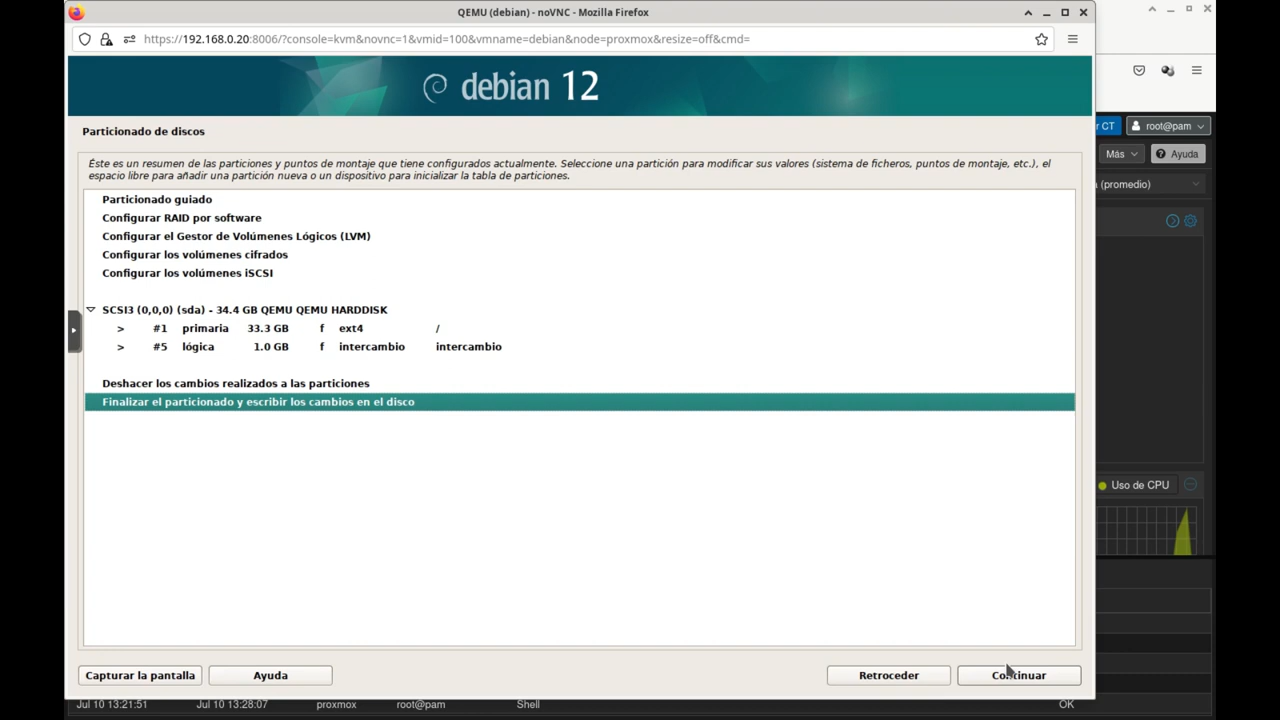 QEMU (debian) - noVNC - Mozilla Firefox
https://192.168.0.20:8006/?console=kvm&novnc=1&vmid=100&vmname=debian&node=proxmox&resize=off&cmd=
debian 12
Particionado de discos
Éste es un resumen de las particiones y puntos de montaje que tiene configurados actualmente. Seleccione una partición para modificar sus valores (sistema de ficheros, puntos de montaje, etc.), el
espacio libre para añadir una partición nueva o un dispositivo para inicializar la tabla de particiones.
Particionado guiado
Configurar RAID por software
Configurar el Gestor de Volúmenes Lógicos (LVM)
Configurar los volúmenes cifrados
Configurar los volúmenes iSCSI
SCSI3 (0,0,0) (sda) - 34.4 GB QEMU QEMU HARDDISK
> #1 primaria 33.3 GB f ext4 /
> #5 lógica 1.0 GB f intercambio intercambio
Deshacer los cambios realizados a las particiones
Finalizar el particionado y escribir los cambios en el disco
Capturar la pantalla
Ayuda
Retroceder
Continuar
r CT
root@pam
Más
Ayuda
(promedio)
Uso de CPU
Jul 10 13:21:51 Jul 10 13:28:07 proxmox root@pam Shell OK